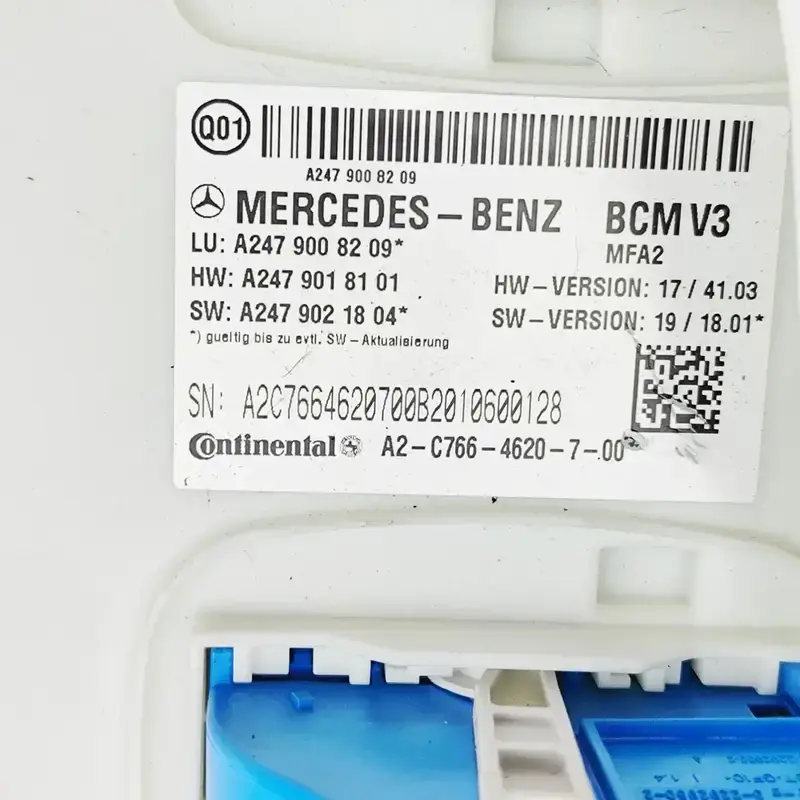 Q01
A247 900 82 09
MERCEDES-BENZ BCM V3
LU: A247 900 82 09* MFA2
HW: A247 901 81 01 HW-VERSION: 17 / 41.03
SW: A247 902 18 04* SW-VERSION: 19 / 18.01*
*) gueltig bis zu evtl. SW-Aktualisierung
SN: A2C7664620700B2010600128
Continental A2-C766-4620-7-00